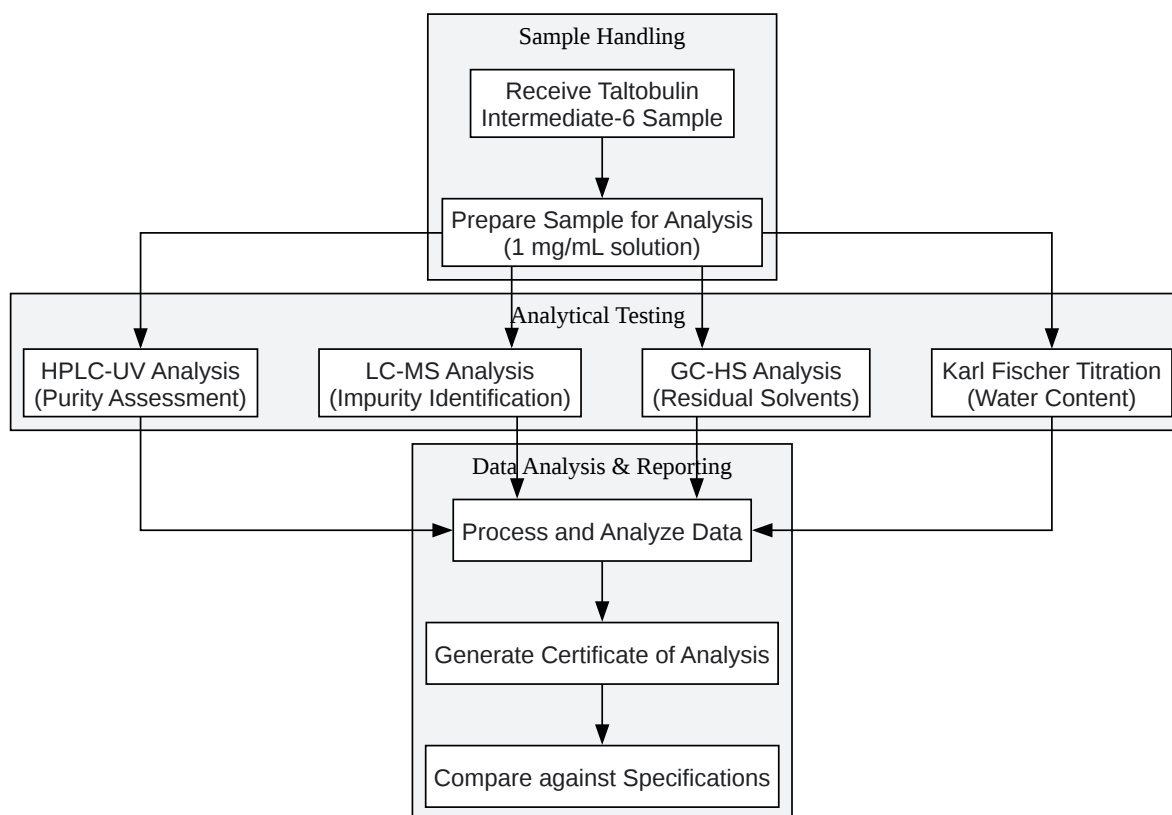 Sample Handling
Receive Taltobulin
Intermediate-6 Sample
Prepare Sample for Analysis
(1 mg/mL solution)
Analytical Testing
HPLC-UV Analysis
(Purity Assessment)
LC-MS Analysis
(Impurity Identification)
GC-HS Analysis
(Residual Solvents)
Karl Fischer Titration
(Water Content)
Data Analysis & Reporting
Process and Analyze Data
Generate Certificate of Analysis
Compare against Specifications